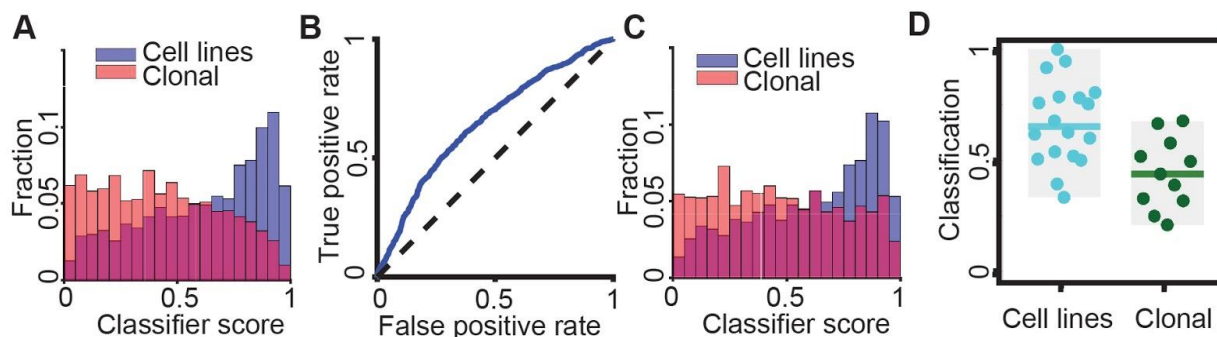 A
Cell lines
Clonal
Fraction
0.1
0.05
0
0
0.5
1
Classifier score
B
True positive rate
1
0.5
0
0
0.5
1
False positive rate
C
Cell lines
Clonal
Fraction
0.1
0.05
0
0
0.5
1
Classifier score
D
Classification
1
0.5
0
Cell lines
Clonal